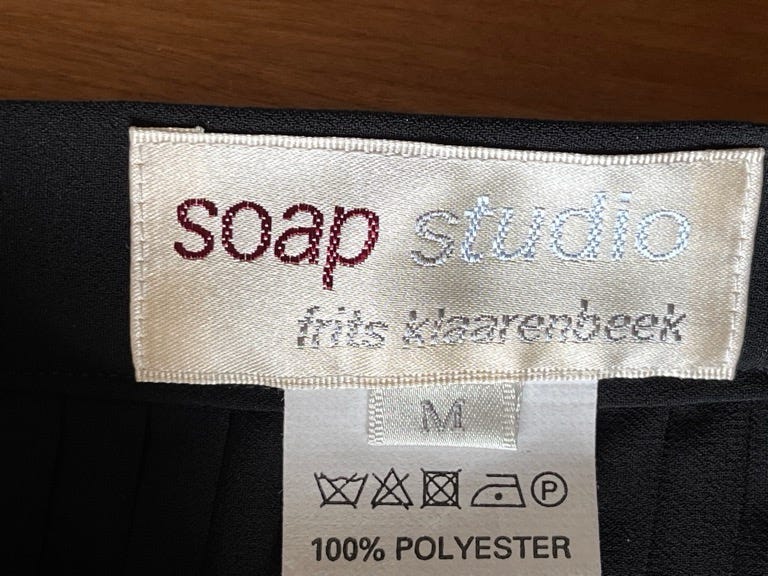 soap studio
frits klaarenbeek
M
P
100% POLYESTER